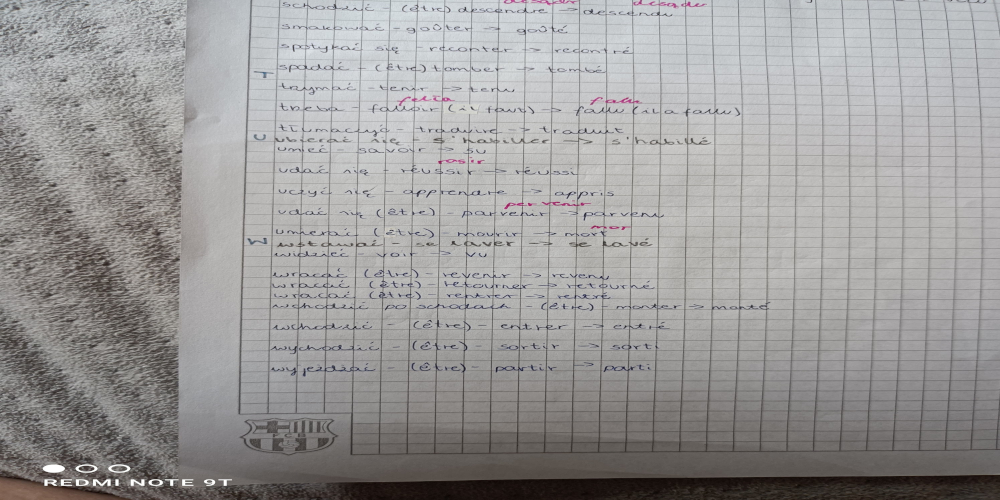 desądr desądu
schodzić - (être) descendre -> descendu
smakować - goûter -> goûté
spotykać się - reconter -> recontré
spadać - (être) tomber -> tombé
T
trzymać - tenir -> tenu
falła fallu
trzeba - falloir (il faut) -> fallu (il a fallu)
tłumaczyć - traduire -> traduit
U ubierać się - s'habiller -> s'habillé
umieć - savoir -> su
rosir
udać się - réussir -> réussi
uczyć się - apprendre -> appris
pervenir
udać się (être) - parvenir -> parvenu
mor
umierać (être) - mourir -> mort
W wstawać - se laver -> se lavé
widzieć - voir -> vu
wracać (être) - revenir -> revenu
wracać (être) - retourner -> retourné
wracać (être) - rentrer -> rentré
wchodzić po schodach - (être) - monter -> monté
wchodzić - (être) - entrer -> entré
wychodzić - (être) - sortir -> sorti
wyjeżdżać - (être) - partir -> parti
FCB
REDMI NOTE 9T